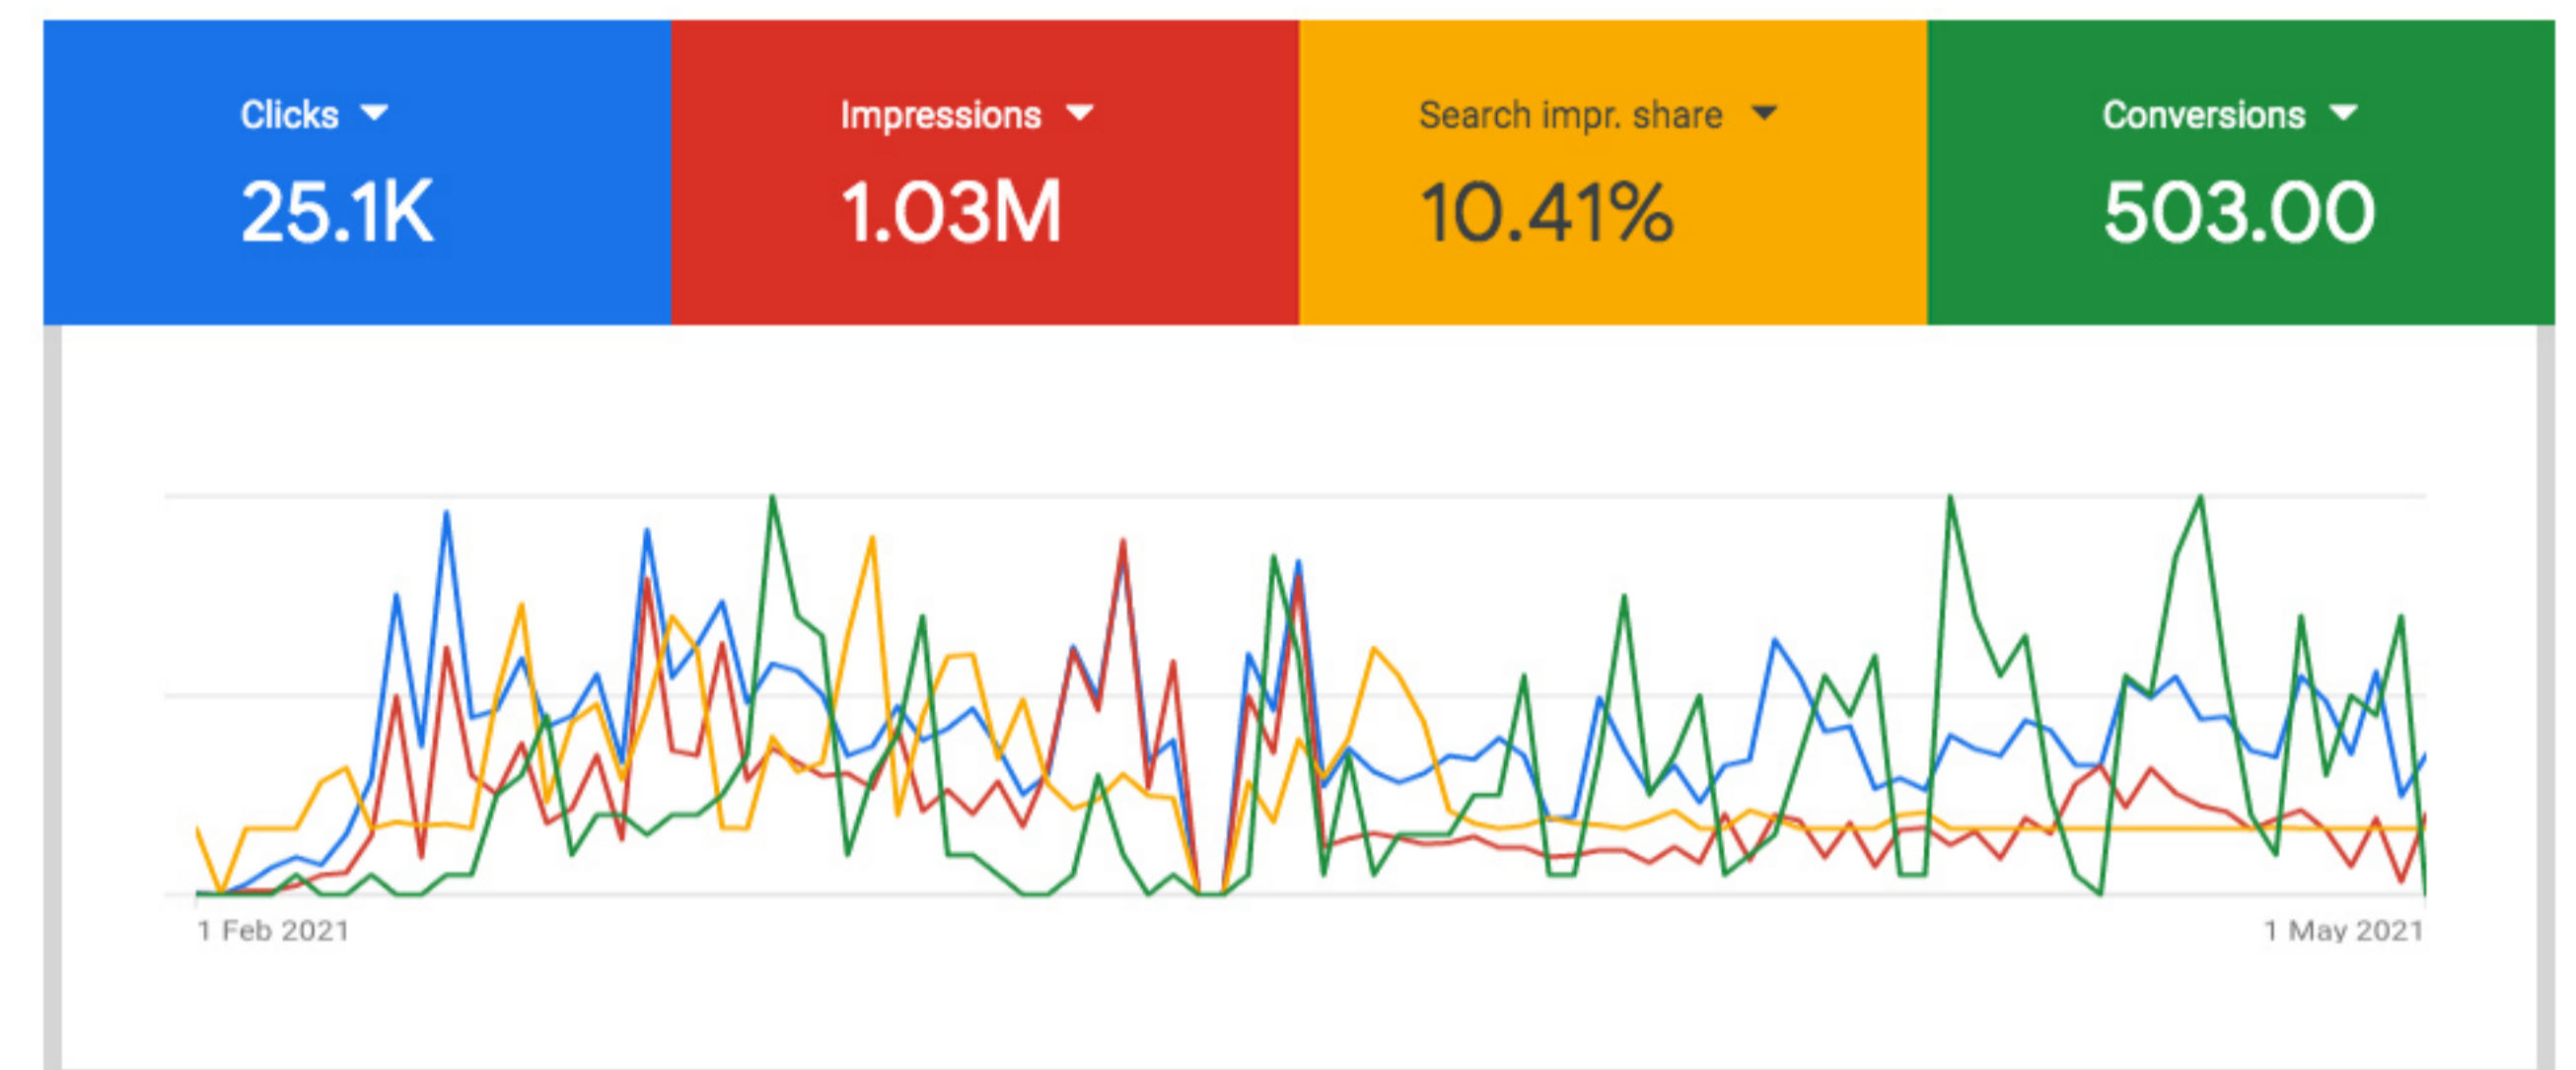 Clicks
Impressions
Search impr. share
Conversions
25.1K
1.03M
10.41%
503.00
1 Feb 2021
1 May 2021